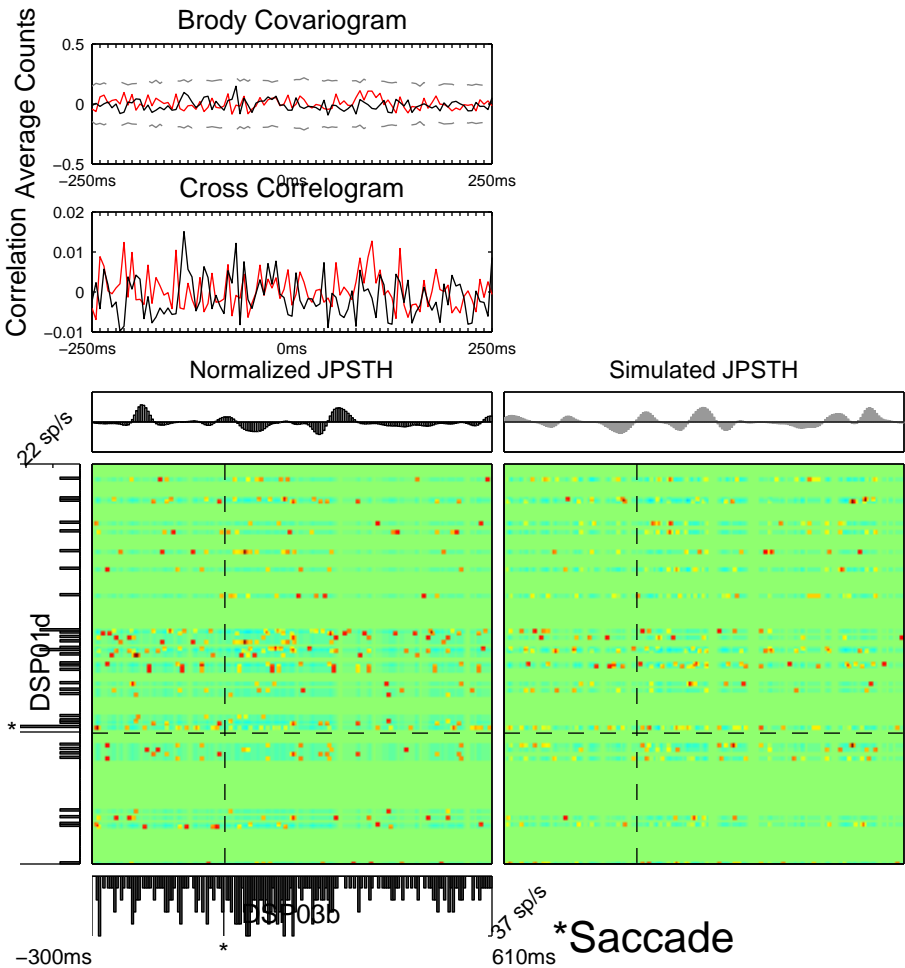 Brody Covariogram
0.5
0
−0.5
Average Counts
−250ms 0ms 250ms
Cross Correlogram
0.02
0.01
0
−0.01
Correlation
−250ms 0ms 250ms
Normalized JPSTH
Simulated JPSTH
22 sp/s
DSP01d
*
DSP03b
37 sp/s
*
*Saccade
−300ms
610ms